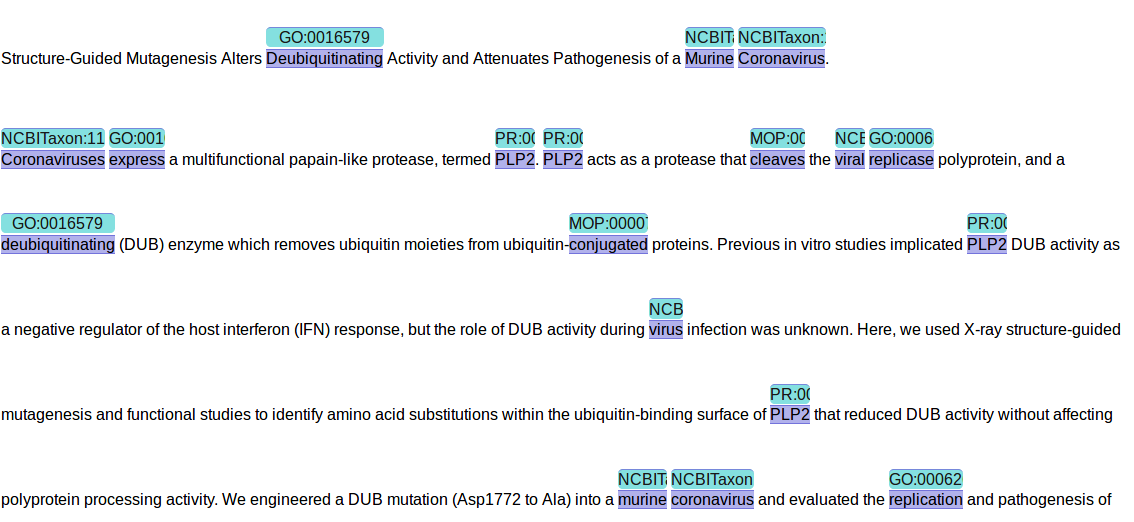 GO:0016579 NCBITa NCBITaxon:
Structure-Guided Mutagenesis Alters Deubiquitinating Activity and Attenuates Pathogenesis of a Murine Coronavirus.
NCBITaxon:11 GO:001 PR:00 PR:00 MOP:00 NCB GO:0006
Coronaviruses express a multifunctional papain-like protease, termed PLP2. PLP2 acts as a protease that cleaves the viral replicase polyprotein, and a
GO:0016579 MOP:0000 PR:00
deubiquitinating (DUB) enzyme which removes ubiquitin moieties from ubiquitin-conjugated proteins. Previous in vitro studies implicated PLP2 DUB activity as
NCB
a negative regulator of the host interferon (IFN) response, but the role of DUB activity during virus infection was unknown. Here, we used X-ray structure-guided
PR:00
mutagenesis and functional studies to identify amino acid substitutions within the ubiquitin-binding surface of PLP2 that reduced DUB activity without affecting
NCBITa NCBITaxon GO:00062
polyprotein processing activity. We engineered a DUB mutation (Asp1772 to Ala) into a murine coronavirus and evaluated the replication and pathogenesis of